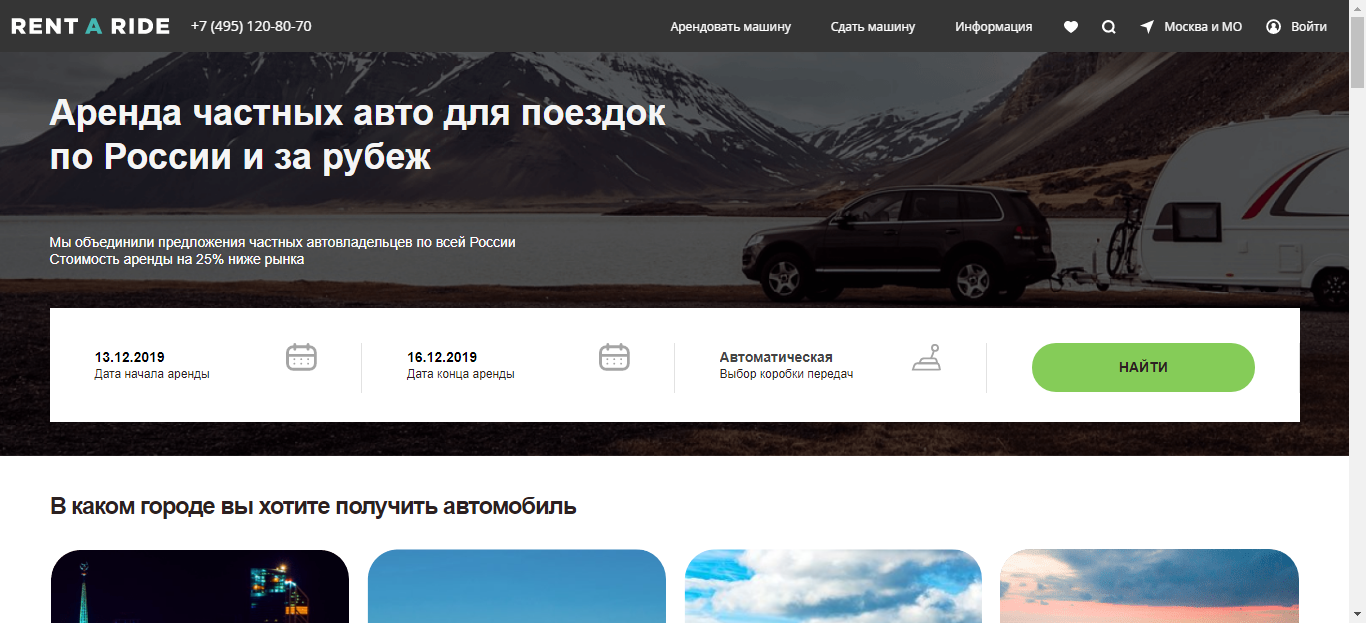 RENT A RIDE
+7 (495) 120-80-70
Арендовать машину
Сдать машину
Информация
Москва и МО
Войти
Аренда частных авто для поездок
по России и за рубеж
Мы объединили предложения частных автовладельцев по всей России
Стоимость аренды на 25% ниже рынка
13.12.2019
Дата начала аренды
16.12.2019
Дата конца аренды
Автоматическая
Выбор коробки передач
НАЙТИ
В каком городе вы хотите получить автомобиль